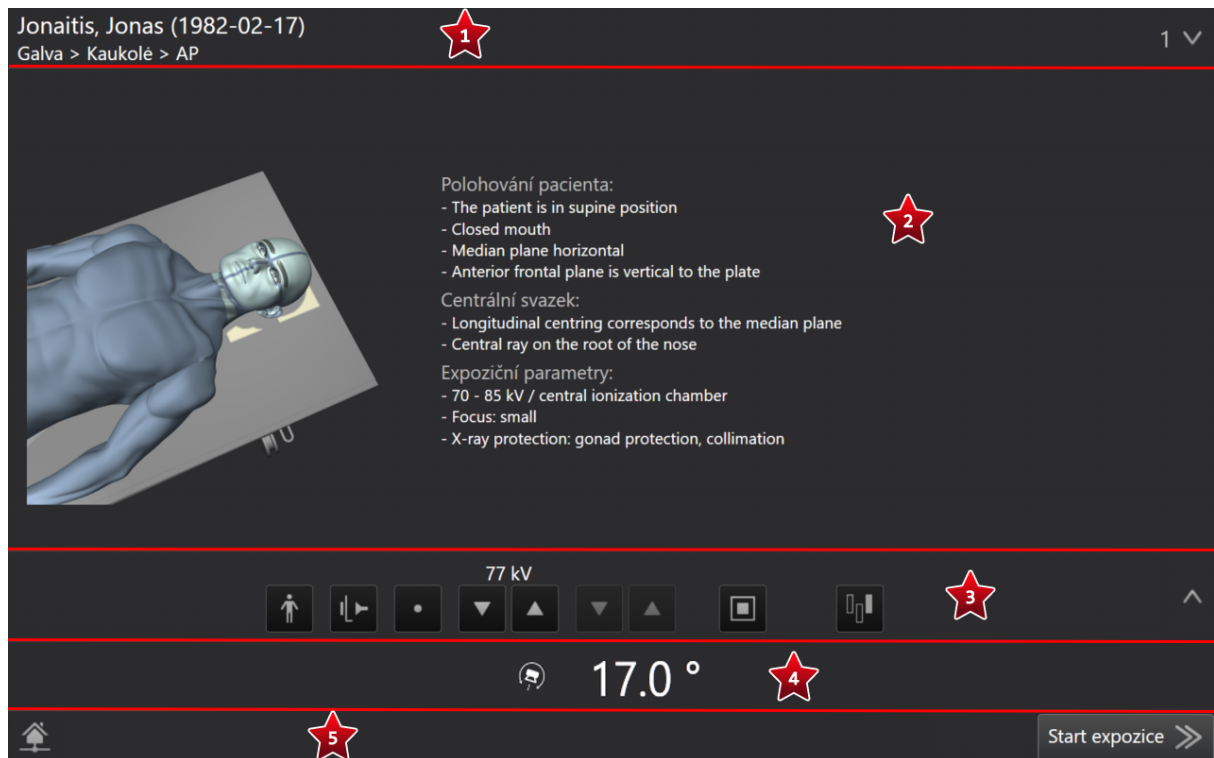 Jonaitis, Jonas (1982-02-17)
Galva > Kaukolė > AP
1
1
Polohování pacienta:
- The patient is in supine position
- Closed mouth
- Median plane horizontal
- Anterior frontal plane is vertical to the plate
2
Centrální svazek:
- Longitudinal centring corresponds to the median plane
- Central ray on the root of the nose
Expoziční parametry:
- 70 - 85 kV / central ionization chamber
- Focus: small
- X-ray protection: gonad protection, collimation
77 kV
3
17.0 °
4
5
Start expozice